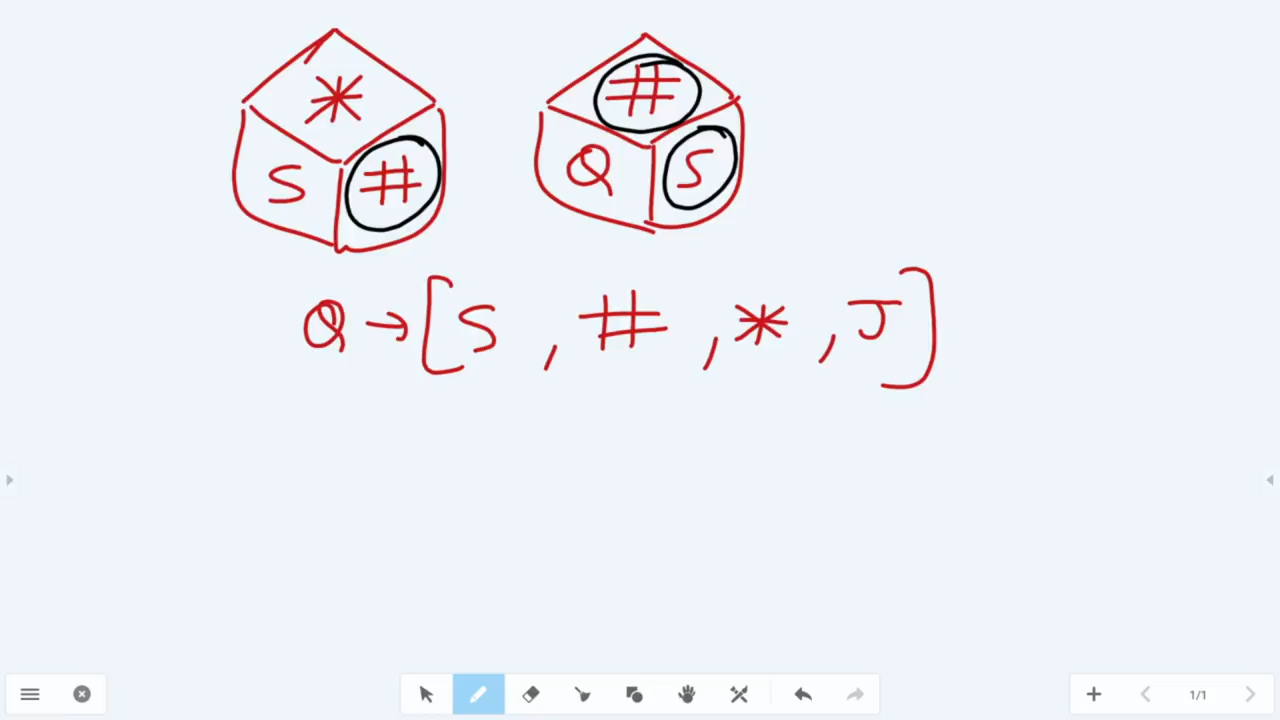 * #
S # Q S
Q → [S, #, *, J]
1/1